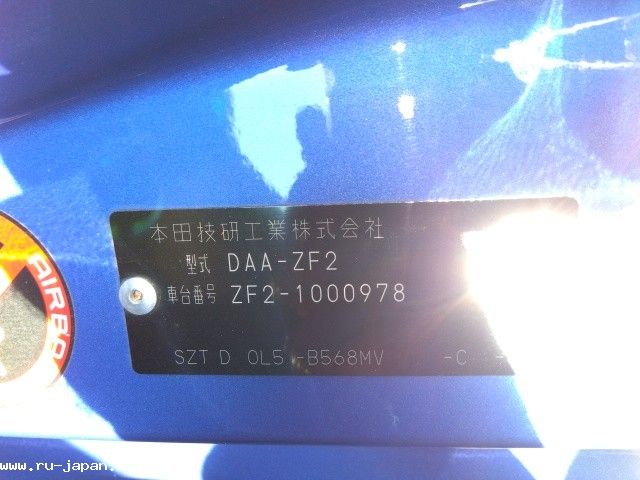 本田技研工業株式会社
型式 DAA-ZF2
車台番号 ZF2-1000978
SZT D 0L5 -B568MV -C -
AIRBA
www.ru-japan.